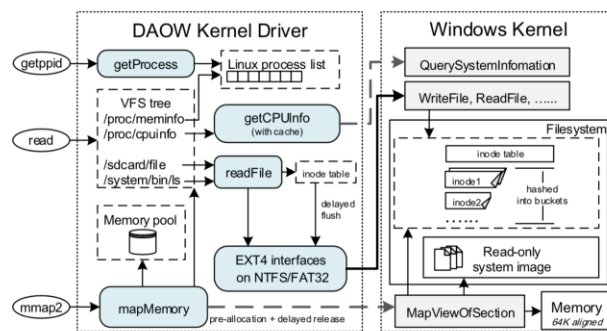 DAOW Kernel Driver
Windows Kernel
getppid
getProcess
Linux process list
QuerySystemInfomation
VFS tree
/proc/meminfo
/proc/cpuinfo
/sdcard/file
/system/bin/ls
read
getCPUInfo
(with cache)
WriteFile, ReadFile, ......
Filesystem
inode table
inode1
inode2
......
hashed
into buckets
readFile
inode table
delayed
flush
Memory pool
EXT4 interfaces
on NTFS/FAT32
Read-only
system image
mmap2
mapMemory
pre-allocation + delayed release
MapViewOfSection
Memory
64K aligned